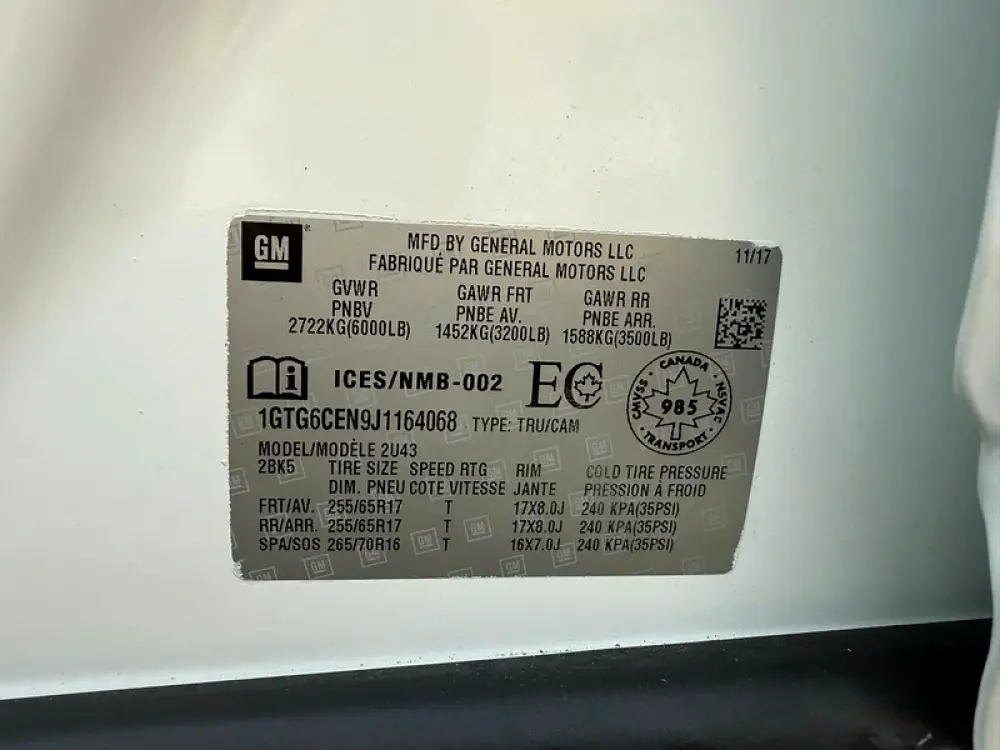 GM
MFD BY GENERAL MOTORS LLC
FABRIQUÉ PAR GENERAL MOTORS LLC
11/17
GVWR GAWR FRT GAWR RR
PNBV PNBE AV. PNBE ARR.
2722KG(6000LB) 1452KG(3200LB) 1588KG(3500LB)
ICES/NMB-002 EC
CANADA
CMVSS 985 NSVAC
TRANSPORT
1GTG6CEN9J1164068 TYPE: TRU/CAM
MODEL/MODÈLE 2U43
2BK5 TIRE SIZE SPEED RTG RIM COLD TIRE PRESSURE
DIM. PNEU COTE VITESSE JANTE PRESSION À FROID
FRT/AV. 255/65R17 T 17X8.0J 240 KPA(35PSI)
RR/ARR. 255/65R17 T 17X8.0J 240 KPA(35PSI)
SPA/SOS 265/70R16 T 16X7.0J 240 KPA(35PSI)